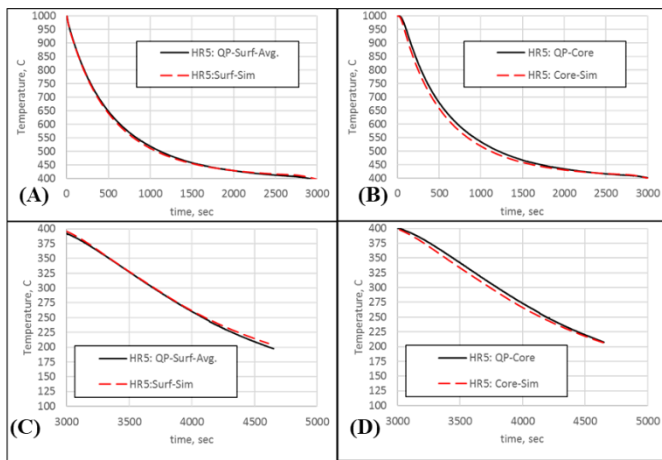 1000
950
900
850
800
750
700
650
600
550
500
450
400
Temperature, C
HR5: QP-Surf-Avg.
HR5:Surf-Sim
0 500 1000 1500 2000 2500 3000
time, sec
(A)
1000
950
900
850
800
750
700
650
600
550
500
450
400
Temperature, C
HR5: QP-Core
HR5: Core-Sim
0 500 1000 1500 2000 2500 3000
time, sec
(B)
400
375
350
325
300
275
250
225
200
175
150
125
100
Temperature, C
HR5: QP-Surf-Avg.
HR5:Surf-Sim
3000 3500 4000 4500 5000
time, sec
(C)
400
375
350
325
300
275
250
225
200
175
150
125
100
Temperature, C
HR5: QP-Core
HR5: Core-Sim
3000 3500 4000 4500 5000
time, sec
(D)